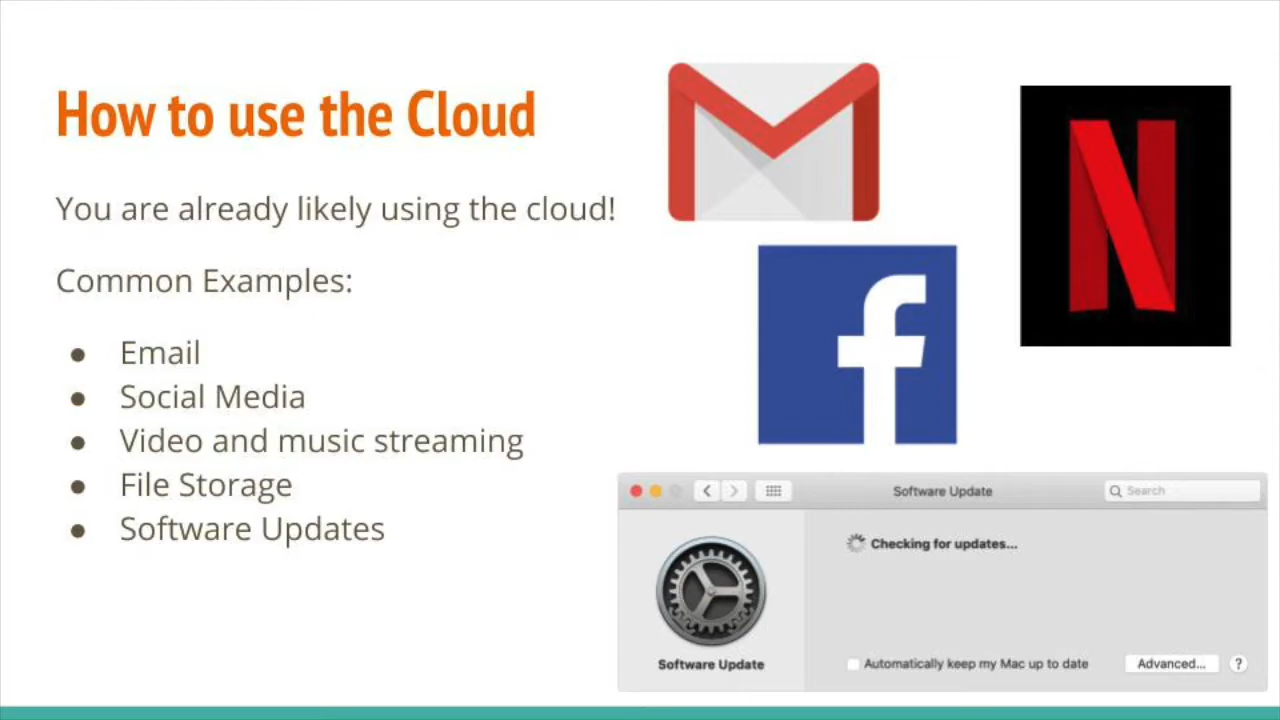 How to use the Cloud
You are already likely using the cloud!
Common Examples:
● Email
● Social Media
● Video and music streaming
● File Storage
● Software Updates
Software Update
Search
Checking for updates...
Software Update
Automatically keep my Mac up to date
Advanced...
?